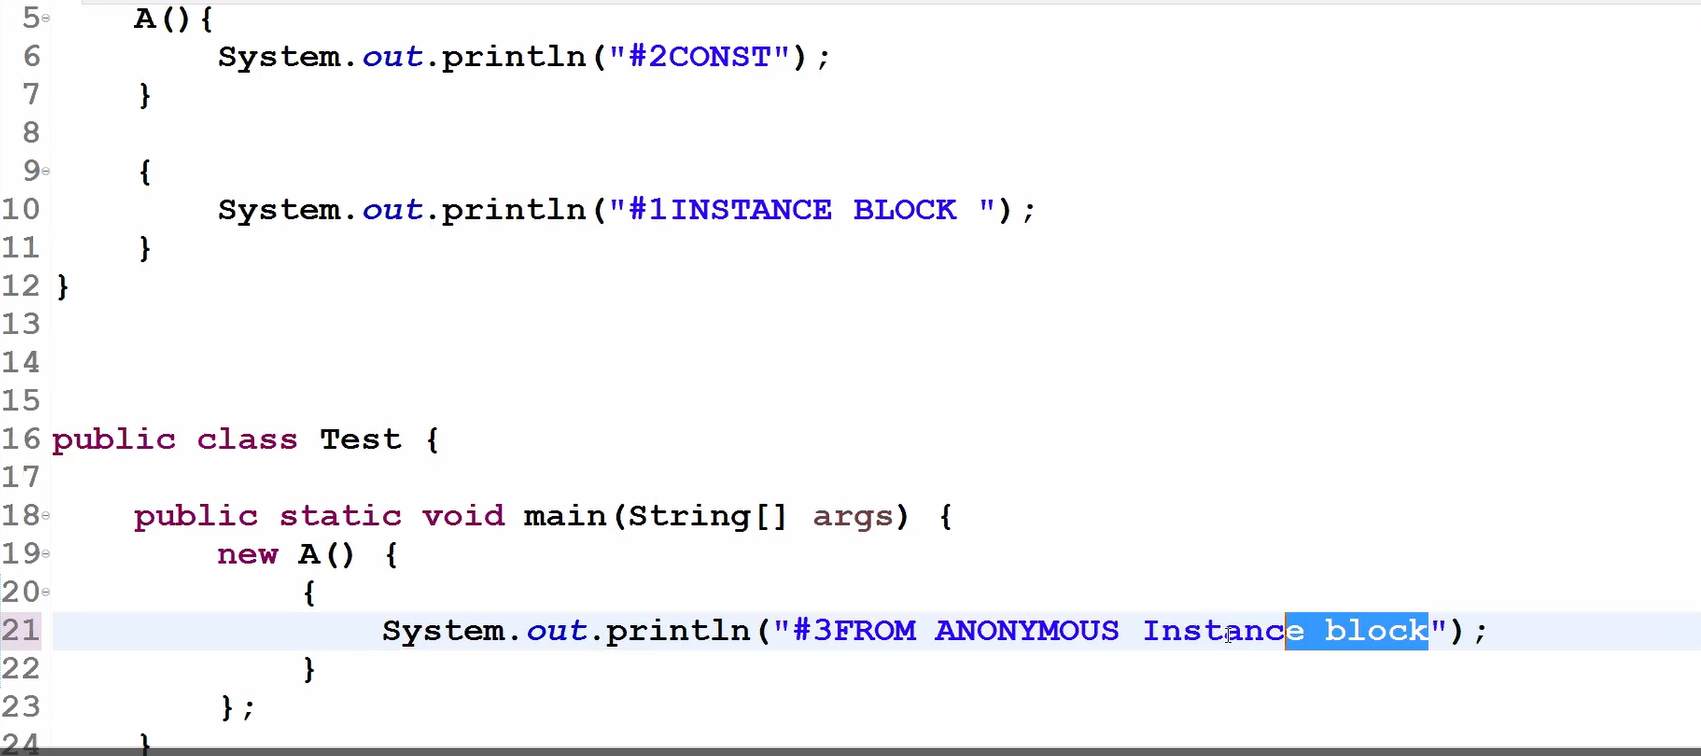 5 A(){
6 System.out.println("#2CONST");
7 }
8
9 {
10 System.out.println("#1INSTANCE BLOCK ");
11 }
12 }
13
14
15
16 public class Test {
17
18 public static void main(String[] args) {
19 new A() {
20 {
21 System.out.println("#3FROM ANONYMOUS Instance block");
22 }
23 };
24 }